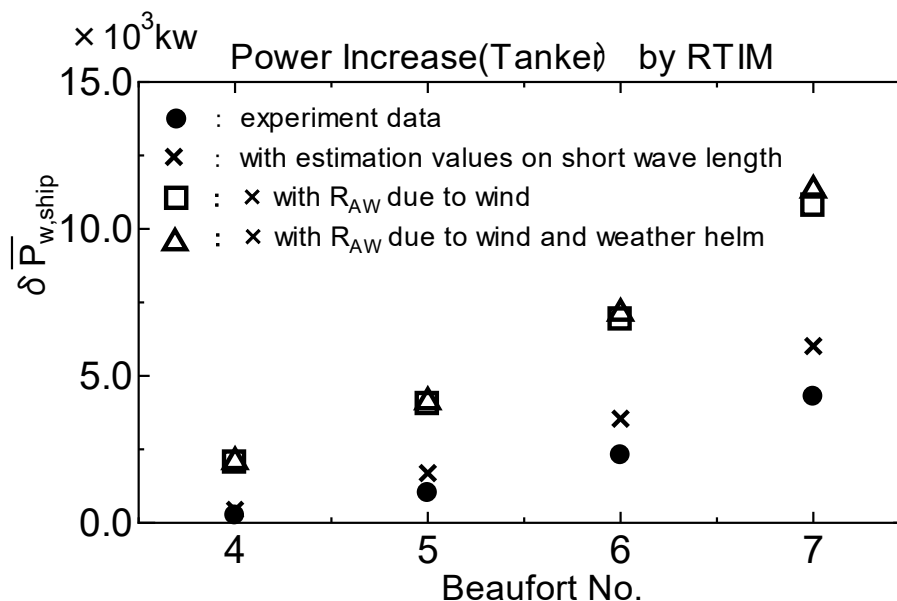 × 10³kw
Power Increase(Tanker) by RTIM
15.0
● : experiment data
× : with estimation values on short wave length
□ : × with R_AW due to wind
△ : × with R_AW due to wind and weather helm
10.0
5.0
0.0
δP̅w,ship
4 5 6 7
Beaufort No.